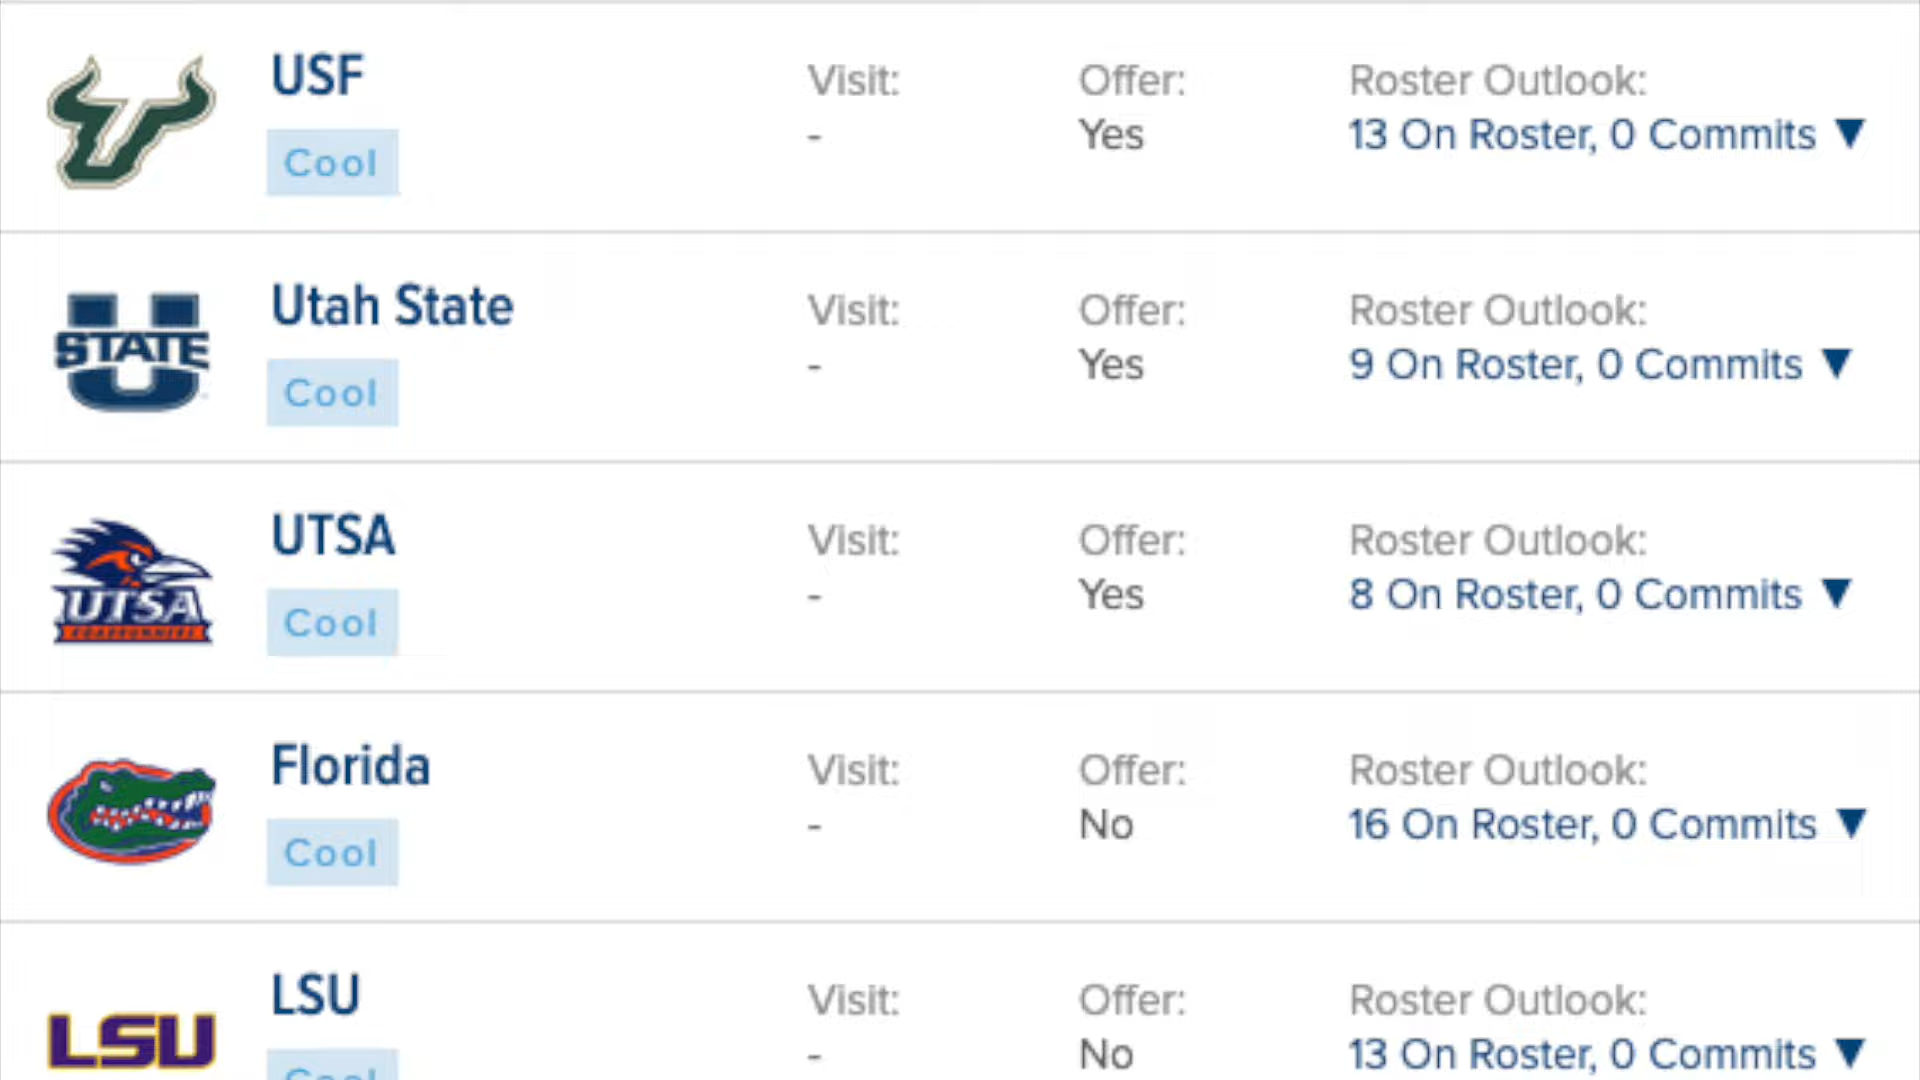 USF
Cool
Visit:
-
Offer:
Yes
Roster Outlook:
13 On Roster, 0 Commits ▼
STATE
Utah State
Cool
Visit:
-
Offer:
Yes
Roster Outlook:
9 On Roster, 0 Commits ▼
UTSA
UTSA
Cool
Visit:
-
Offer:
Yes
Roster Outlook:
8 On Roster, 0 Commits ▼
Florida
Cool
Visit:
-
Offer:
No
Roster Outlook:
16 On Roster, 0 Commits ▼
LSU
LSU
Cool
Visit:
-
Offer:
No
Roster Outlook:
13 On Roster, 0 Commits ▼